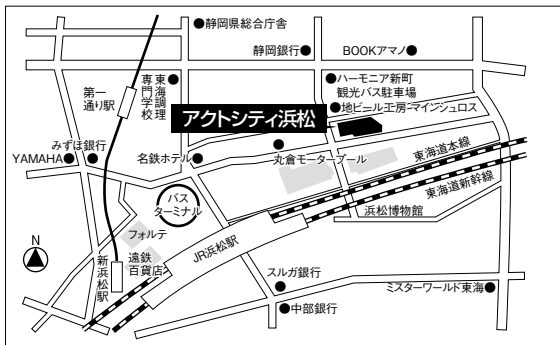 静岡県総合庁舎
静岡銀行
BOOKアマノ
東海調理
専門学校
ハーモニア新町
観光バス駐車場
地ビール工房・マインシュロス
第一
通り駅
アクトシティ浜松
みずほ銀行
YAMAHA
名鉄ホテル
丸倉モータープール
東海道本線
東海道新幹線
バス
ターミナル
浜松博物館
フォルテ
JR浜松駅
N
新浜松駅
遠鉄
百貨店
スルガ銀行
ミスターワールド東海
中部銀行